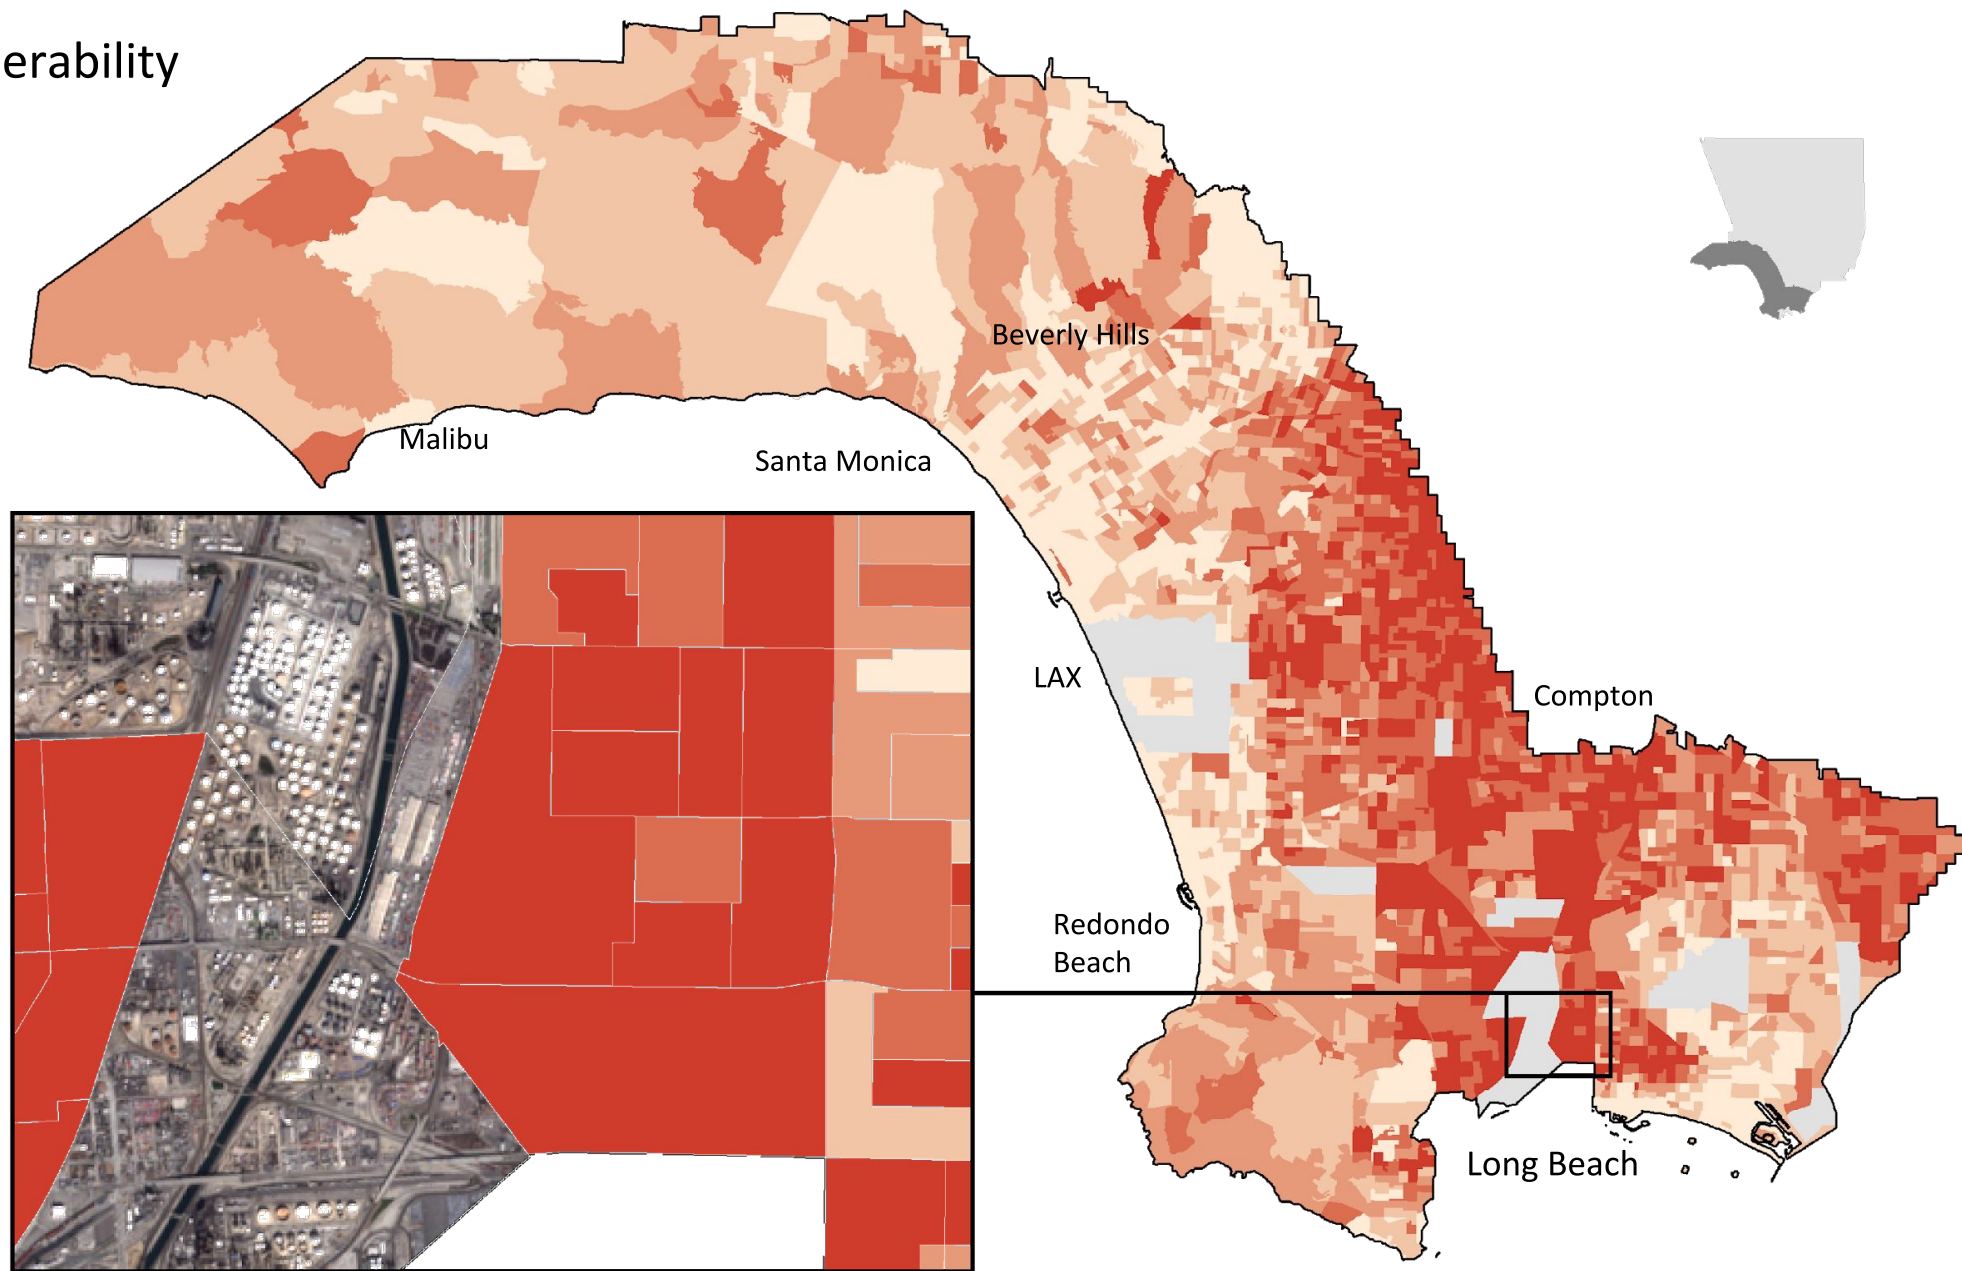 erability
Beverly Hills
Malibu
Santa Monica
LAX
Compton
Redondo
Beach
Long Beach